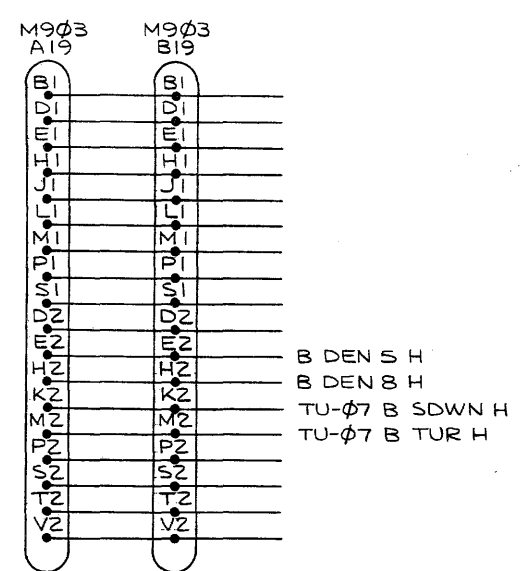 M9Ø3 M9Ø3
A19 B19
B1 B1
D1 D1
E1 E1
H1 H1
J1 J1
L1 L1
M1 M1
P1 P1
S1 S1
D2 D2
E2 E2
B DEN 5 H
H2 H2
B DEN 8 H
K2 K2
TU-Ø7 B SDWN H
M2 M2
TU-Ø7 B TUR H
P2 P2
S2 S2
T2 T2
V2 V2